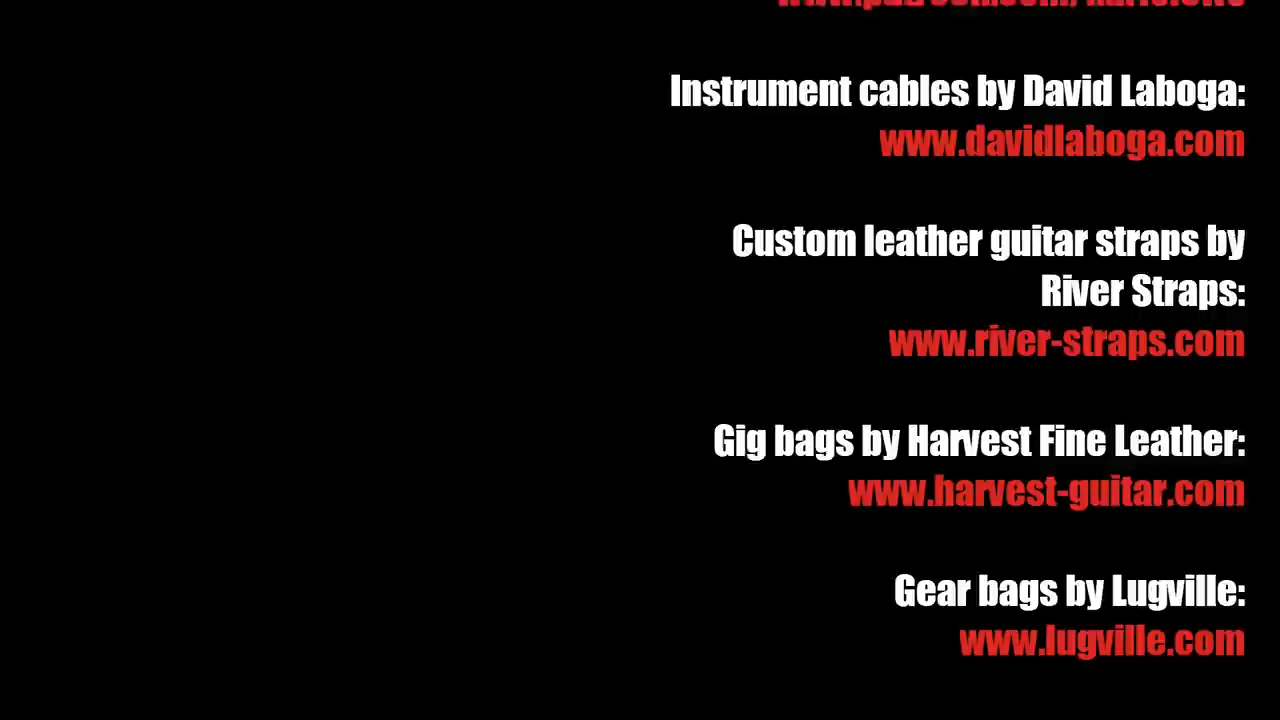 Instrument cables by David Laboga:
www.davidlaboga.com
Custom leather guitar straps by
River Straps:
www.river-straps.com
Gig bags by Harvest Fine Leather:
www.harvest-guitar.com
Gear bags by Lugville:
www.lugville.com